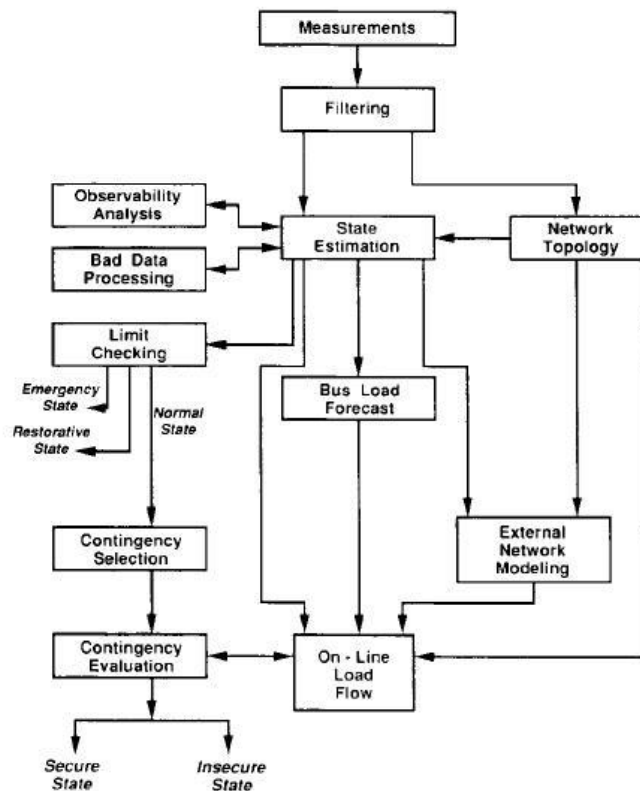 Measurements
Filtering
Observability
Analysis
State
Estimation
Network
Topology
Bad Data
Processing
Limit
Checking
Emergency
State
Normal
State
Restorative
State
Bus Load
Forecast
Contingency
Selection
External
Network
Modeling
Contingency
Evaluation
On - Line
Load
Flow
Secure
State
Insecure
State